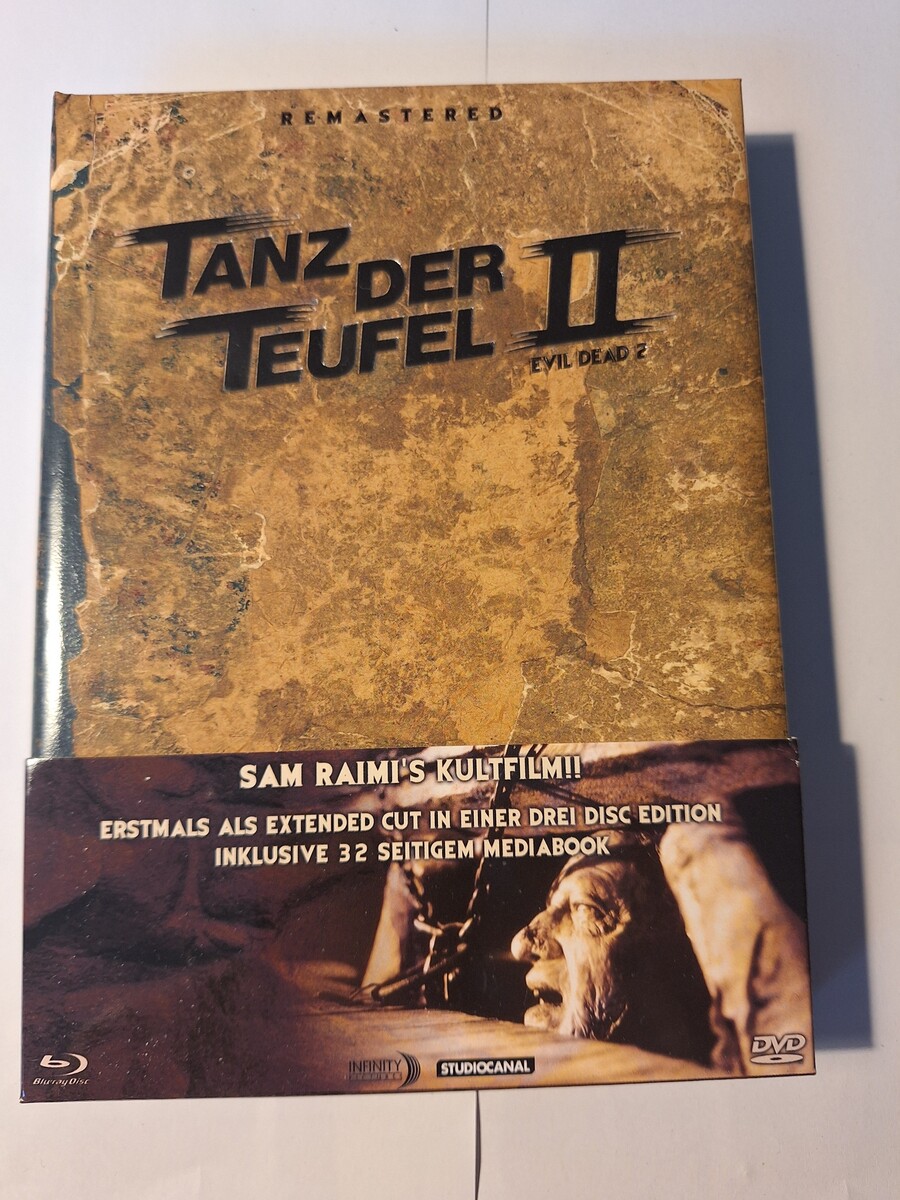 REMASTERED
TANZ DER
TEUFEL II
EVIL DEAD 2
SAM RAIMI'S KULTFILM!!
ERSTMALS ALS EXTENDED CUT IN EINER DREI DISC EDITION
INKLUSIVE 32 SEITIGEM MEDIABOOK
Blu-ray Disc
INFINITY
STUDIOCANAL
DVD